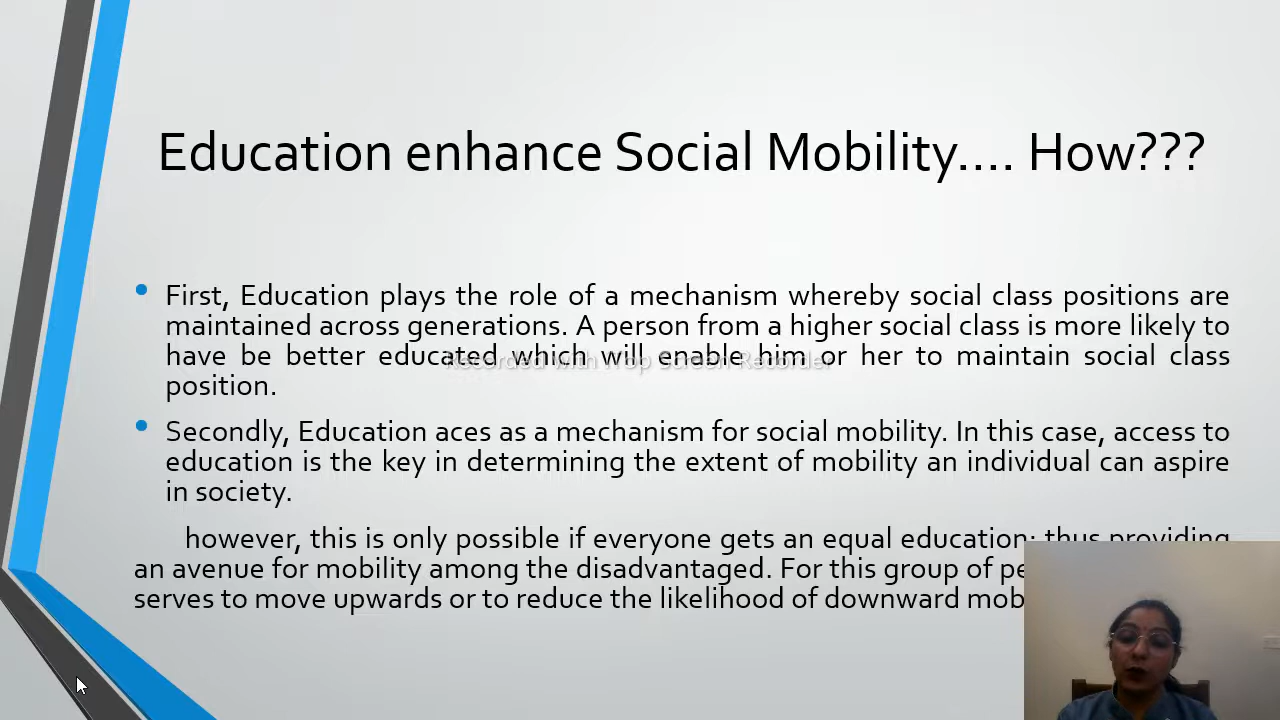 Education enhance Social Mobility.... How???
First, Education plays the role of a mechanism whereby social class positions are
maintained across generations. A person from a higher social class is more likely to
have be better educated which will enable him or her to maintain social class
position.
Recorded with iTop Screen Recorder
Secondly, Education aces as a mechanism for social mobility. In this case, access to
education is the key in determining the extent of mobility an individual can aspire
in society.
however, this is only possible if everyone gets an equal education; thus providing
an avenue for mobility among the disadvantaged. For this group of
serves to move upwards or to reduce the likelihood of downward